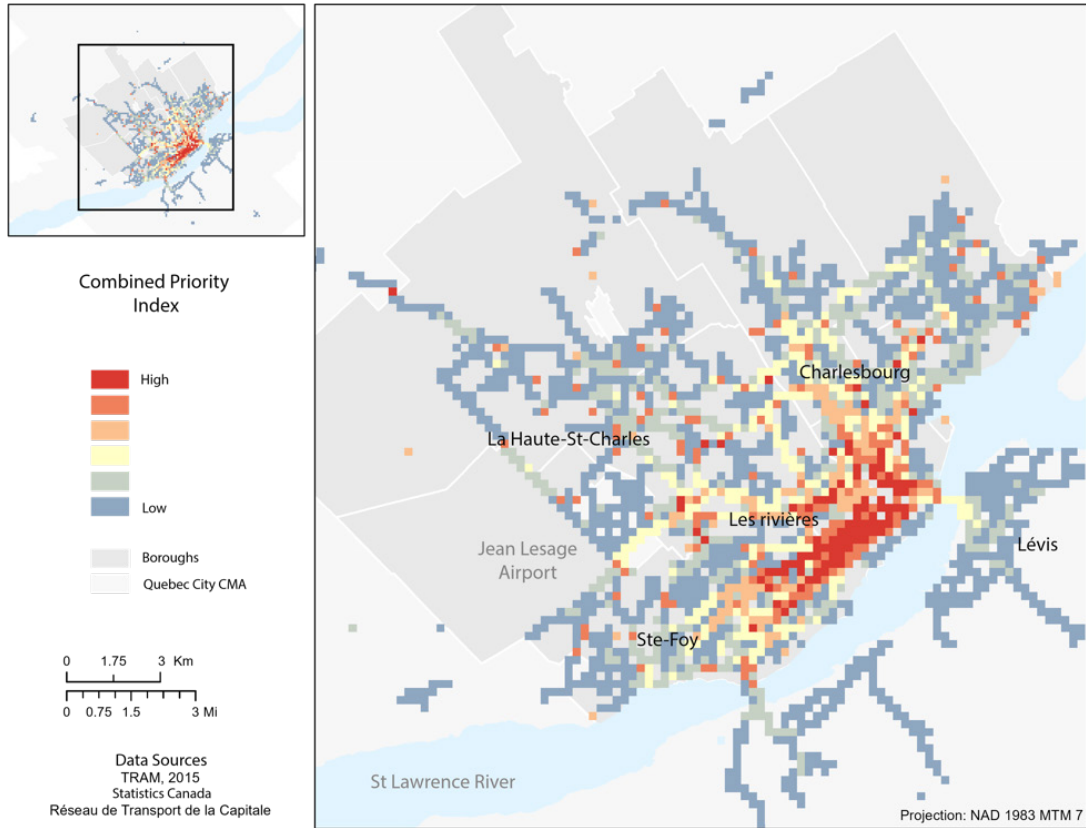 Combined Priority
Index
High
Low
Boroughs
Quebec City CMA
0 1.75 3 Km
0 0.75 1.5 3 Mi
Data Sources
TRAM, 2015
Statistics Canada
Réseau de Transport de la Capitale
Charlesbourg
La Haute-St-Charles
Les rivières
Jean Lesage
Airport
Lévis
Ste-Foy
St Lawrence River
Projection: NAD 1983 MTM 7